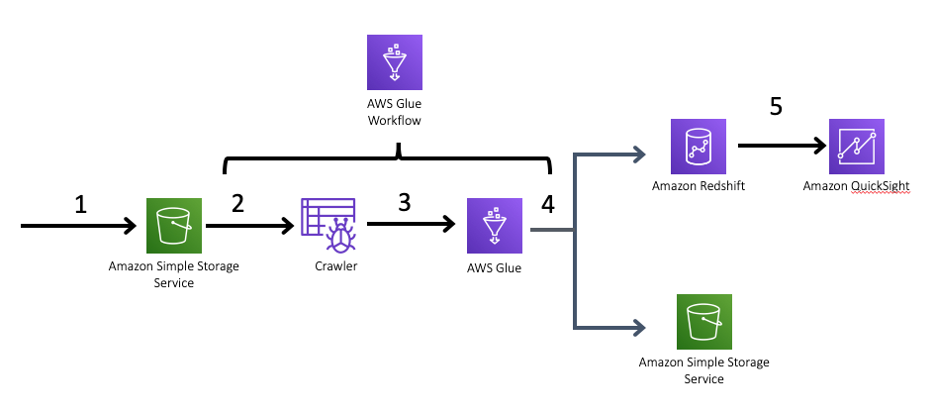 AWS Glue
Workflow
1
2
3
4
5
Amazon Simple Storage
Service
Crawler
AWS Glue
Amazon Redshift
Amazon QuickSight
Amazon Simple Storage
Service